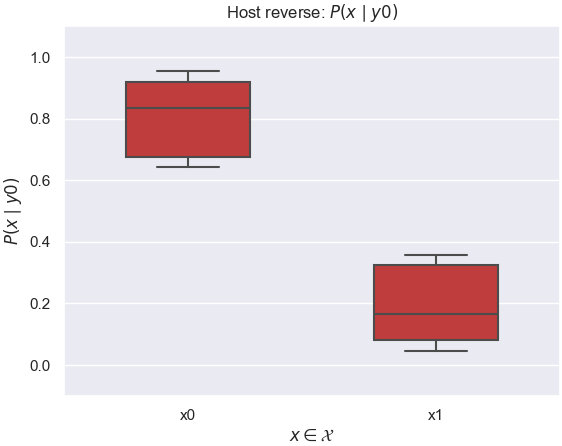 Host reverse: P(x | y0)
P(x | y0)
1.0
0.8
0.6
0.4
0.2
0.0
x0 x1
x ∈ 𝒳